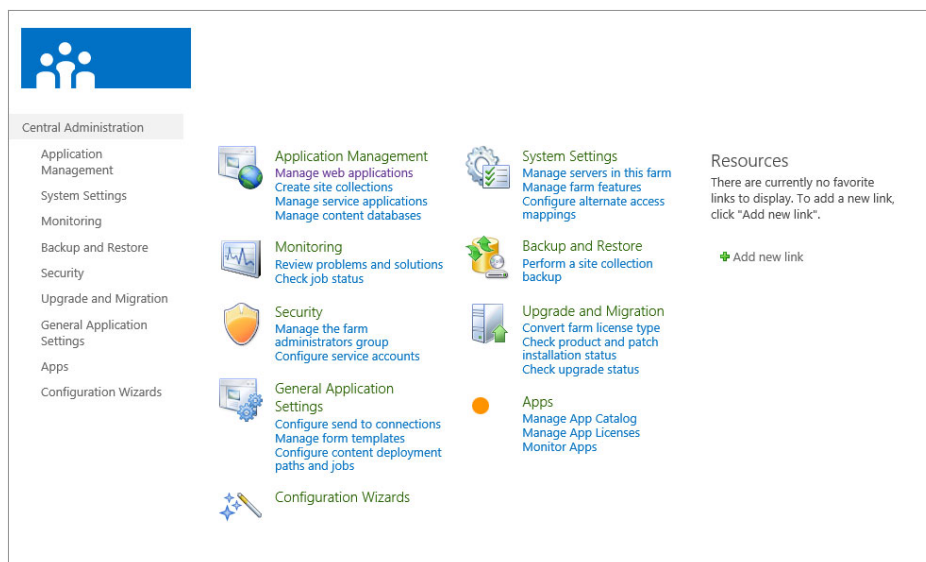 Central Administration
Application
Management
System Settings
Monitoring
Backup and Restore
Security
Upgrade and Migration
General Application
Settings
Apps
Configuration Wizards
Application Management
Manage web applications
Create site collections
Manage service applications
Manage content databases
Monitoring
Review problems and solutions
Check job status
Security
Manage the farm
administrators group
Configure service accounts
General Application
Settings
Configure send to connections
Manage form templates
Configure content deployment
paths and jobs
Configuration Wizards
System Settings
Manage servers in this farm
Manage farm features
Configure alternate access
mappings
Backup and Restore
Perform a site collection
backup
Upgrade and Migration
Convert farm license type
Check product and patch
installation status
Check upgrade status
Apps
Manage App Catalog
Manage App Licenses
Monitor Apps
Resources
There are currently no favorite
links to display. To add a new link,
click "Add new link".
Add new link